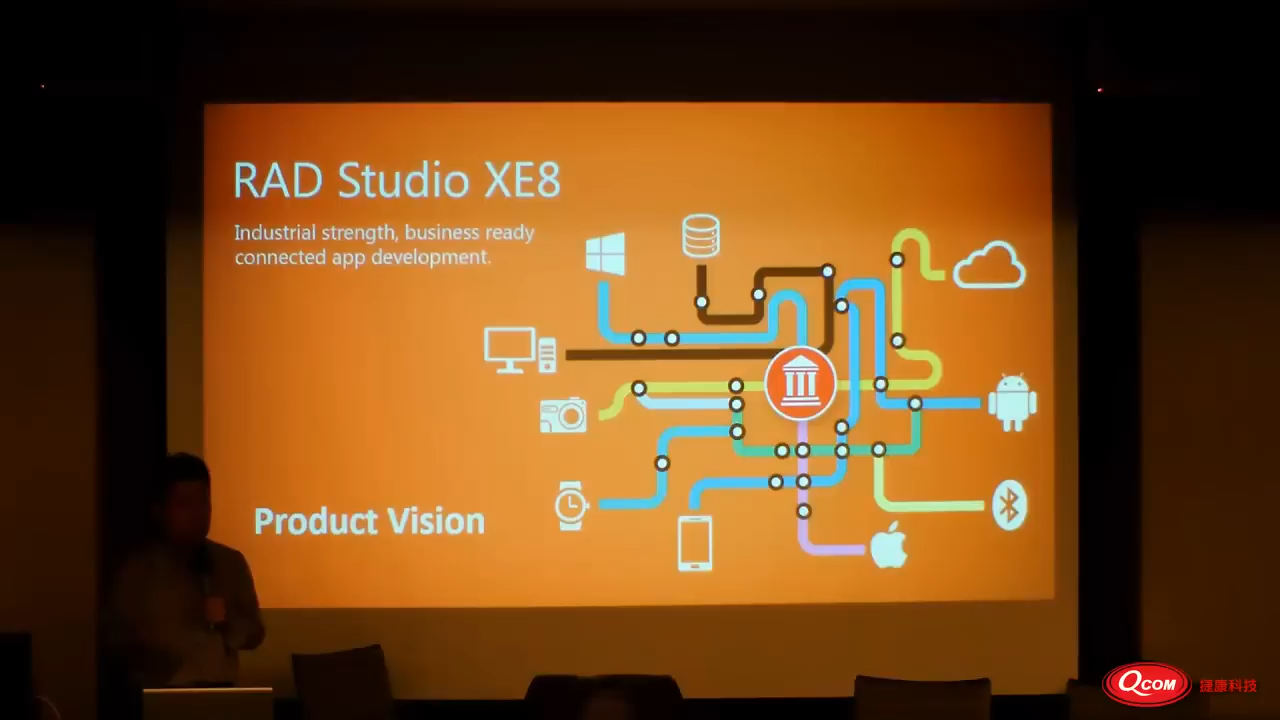 RAD Studio XE8
Industrial strength, business ready
connected app development.
Product Vision
QCOM 捷康科技